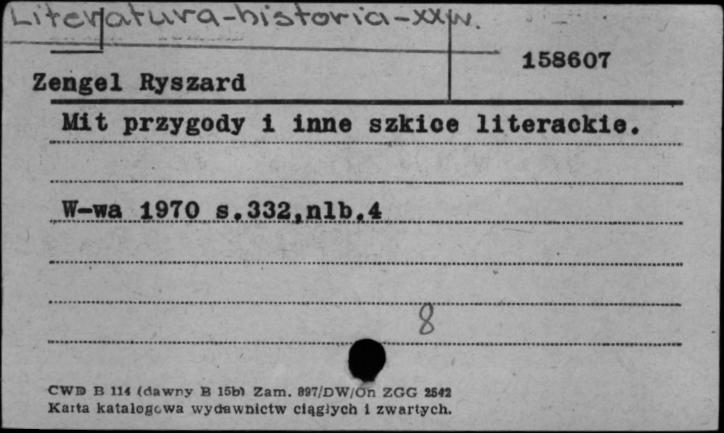 Literatura-historia-XXw.
158607
Zengel Ryszard
Mit przygody i inne szkice literackie.
W-wa 1970 s.332,nlb.4
8
CWD B 114 (dawny B 15b) Zam. 897/DW/On ZGG 2542
Karta katalogowa wydawnictw ciągłych i zwartych.